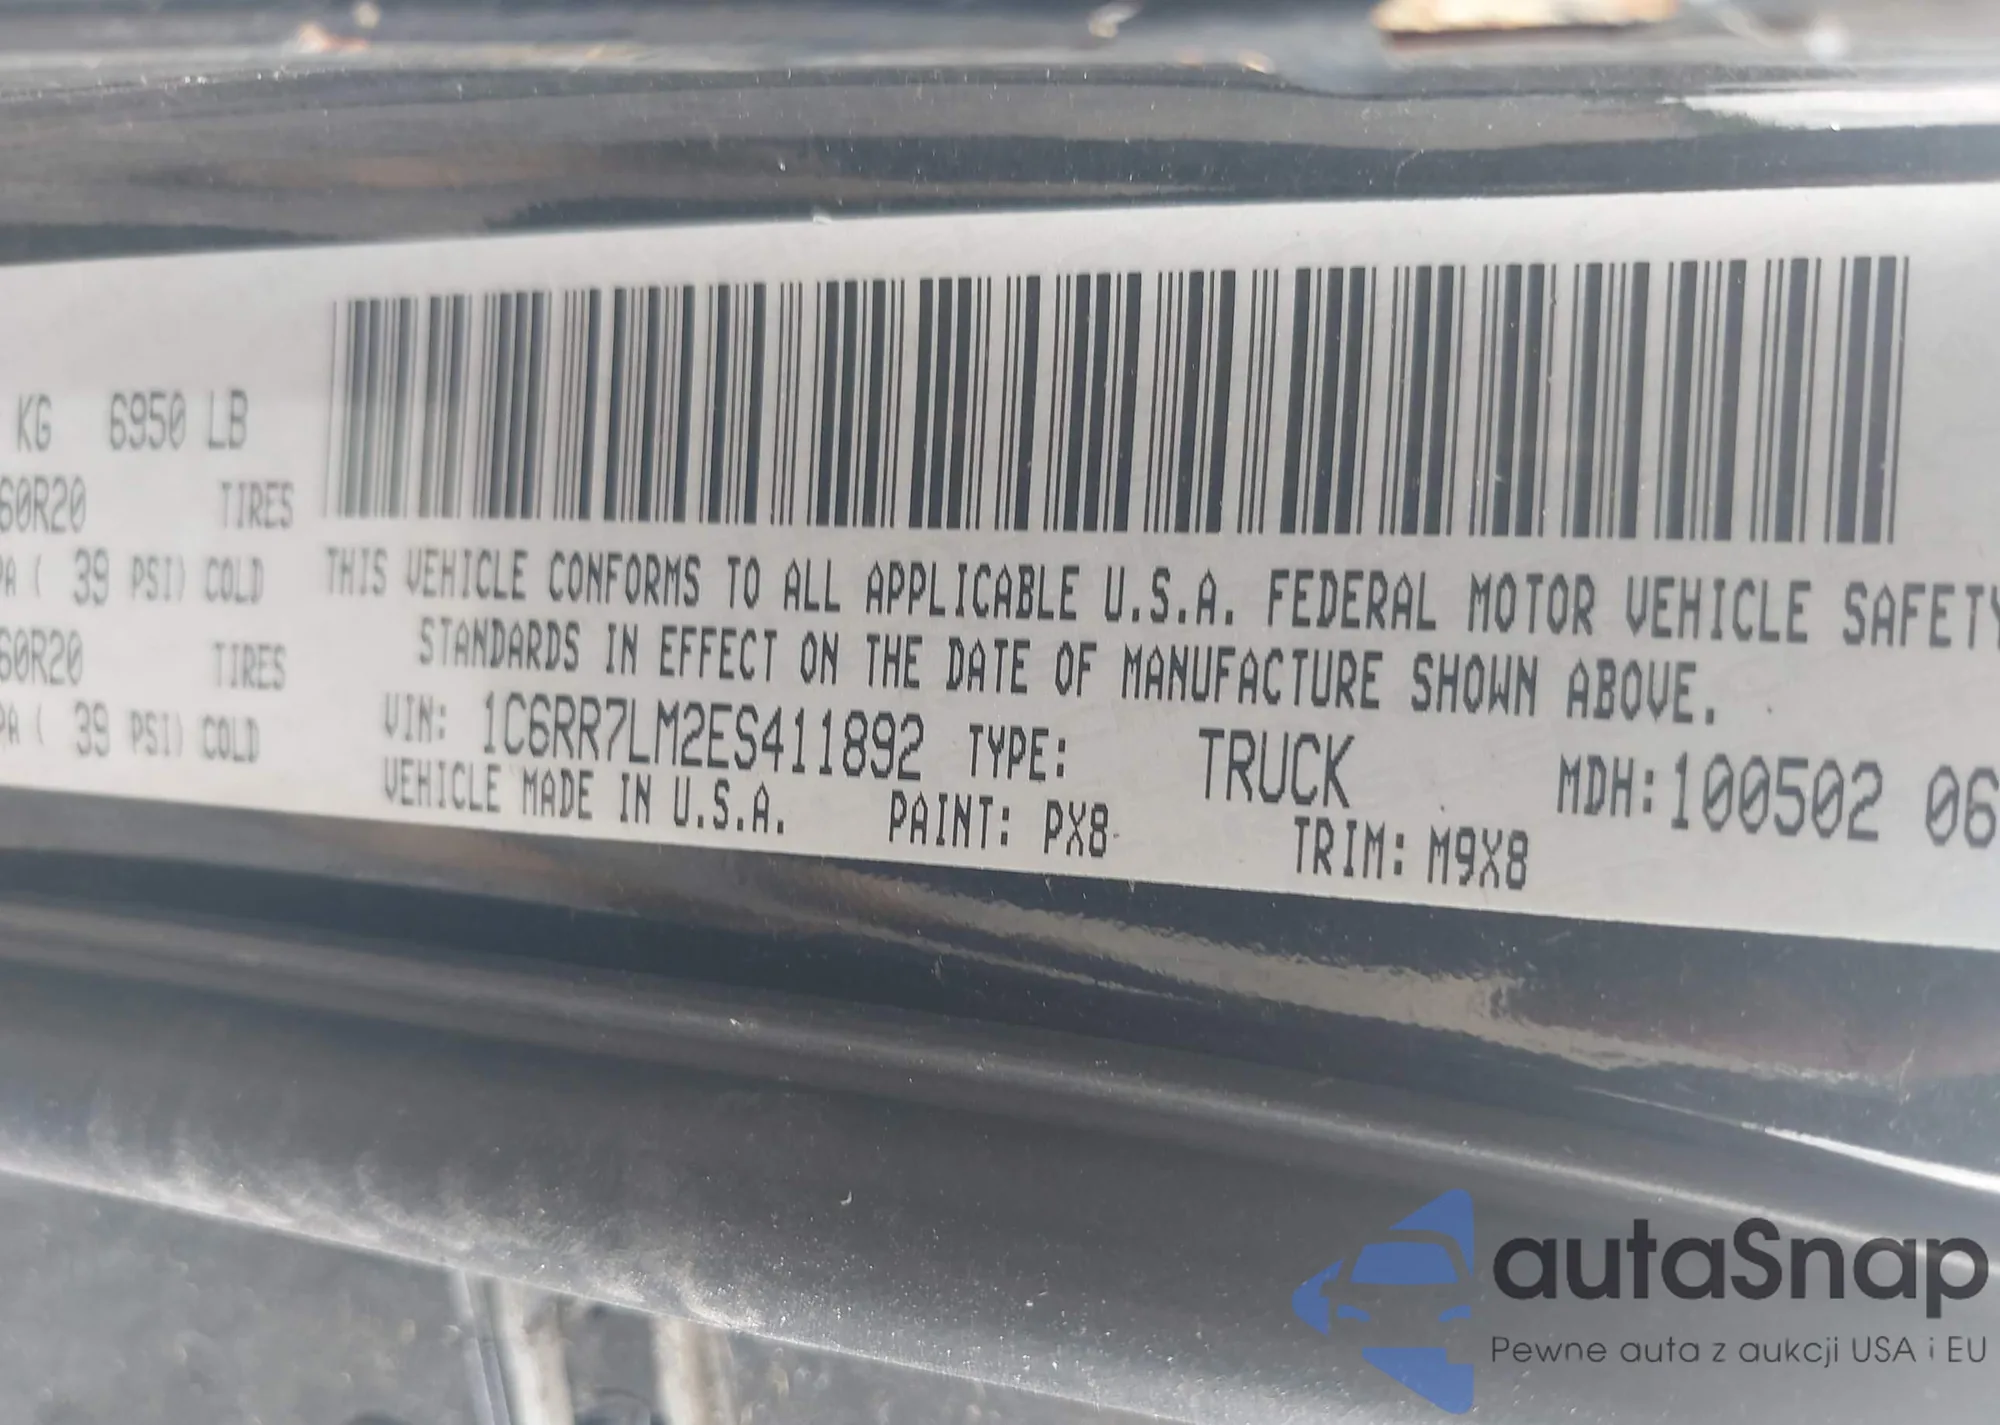 KG 6950 LB
60R20 TIRES
PA ( 39 PSI) COLD
60R20 TIRES
PA ( 39 PSI) COLD
THIS VEHICLE CONFORMS TO ALL APPLICABLE U.S.A. FEDERAL MOTOR VEHICLE SAFETY
STANDARDS IN EFFECT ON THE DATE OF MANUFACTURE SHOWN ABOVE.
VIN: 1C6RR7LM2ES411892 TYPE: TRUCK MDH:100502 06
VEHICLE MADE IN U.S.A. PAINT: PX8 TRIM: M9X8
autaSnap
Pewne auta z aukcji USA i EU